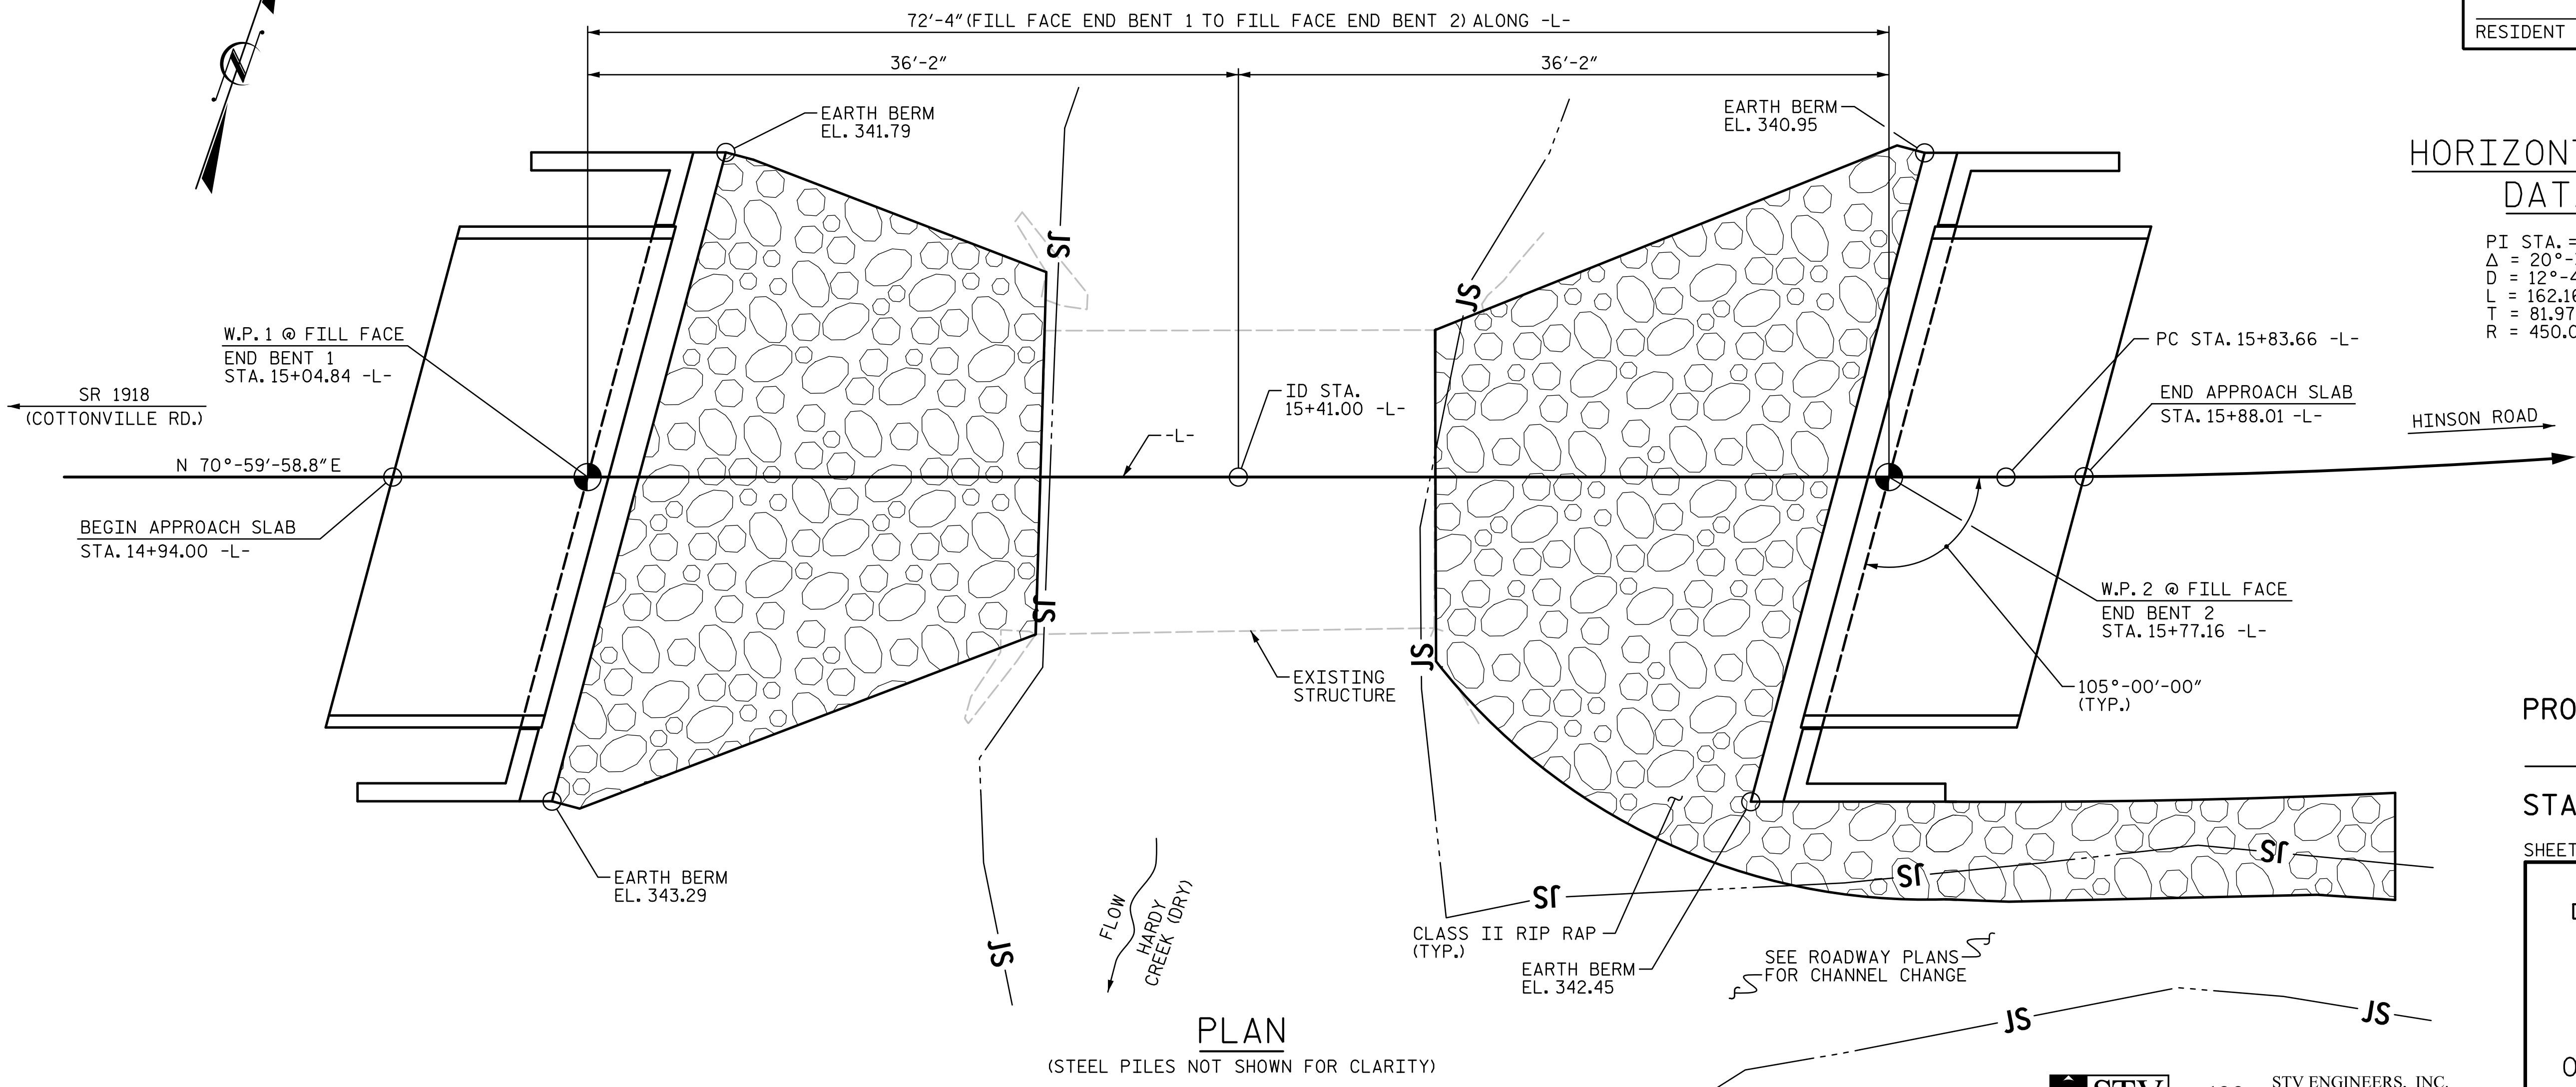 72'-4" (FILL FACE END BENT 1 TO FILL FACE END BENT 2) ALONG -L-
36'-2"
36'-2"
RESIDENT
EARTH BERM
EL. 341.79
EARTH BERM
EL. 340.95
PI STA. =
Δ = 20°-
D = 12°-4
L = 162.16
T = 81.97
R = 450.0
JS
JS
W.P. 1 @ FILL FACE
END BENT 1
STA. 15+04.84 -L-
PC STA. 15+83.66 -L-
SR 1918
(COTTONVILLE RD.)
ID STA.
15+41.00 -L-
END APPROACH SLAB
STA. 15+88.01 -L-
HINSON ROAD
-L-
N 70°-59'-58.8" E
BEGIN APPROACH SLAB
STA. 14+94.00 -L-
W.P. 2 @ FILL FACE
END BENT 2
STA. 15+77.16 -L-
JS
JS
EXISTING
STRUCTURE
105°-00'-00"
(TYP.)
EARTH BERM
EL. 343.29
JS
JS
JS
JS
FLOW
HARDY
CREEK (DRY)
CLASS II RIP RAP
(TYP.)
EARTH BERM
EL. 342.45
SEE ROADWAY PLANS
FOR CHANNEL CHANGE
JS
JS
SHEET
PLAN
(STEEL PILES NOT SHOWN FOR CLARITY)
STV ENGINEERS, INC.